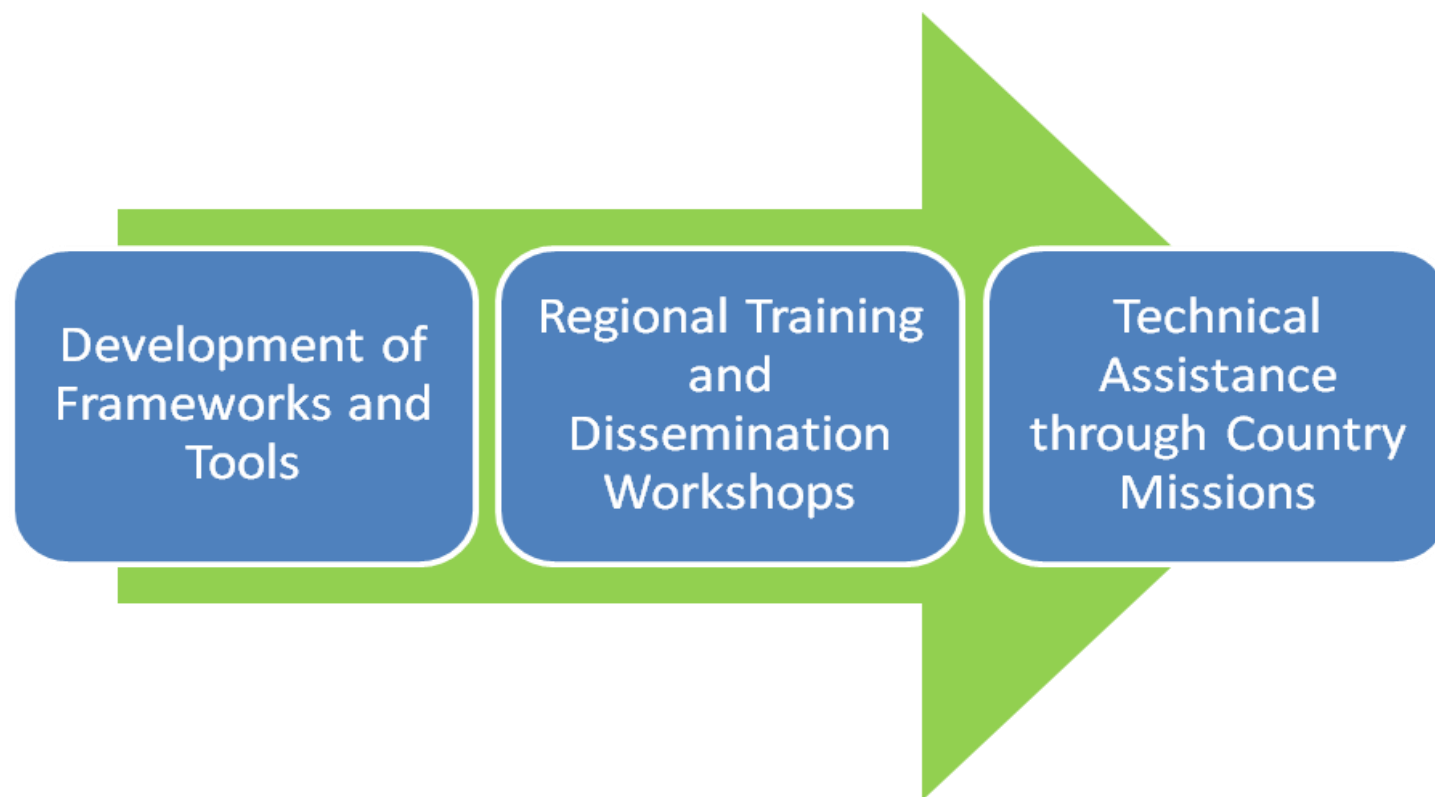 Development of
Frameworks and
Tools
Regional Training
and
Dissemination
Workshops
Technical
Assistance
through Country
Missions